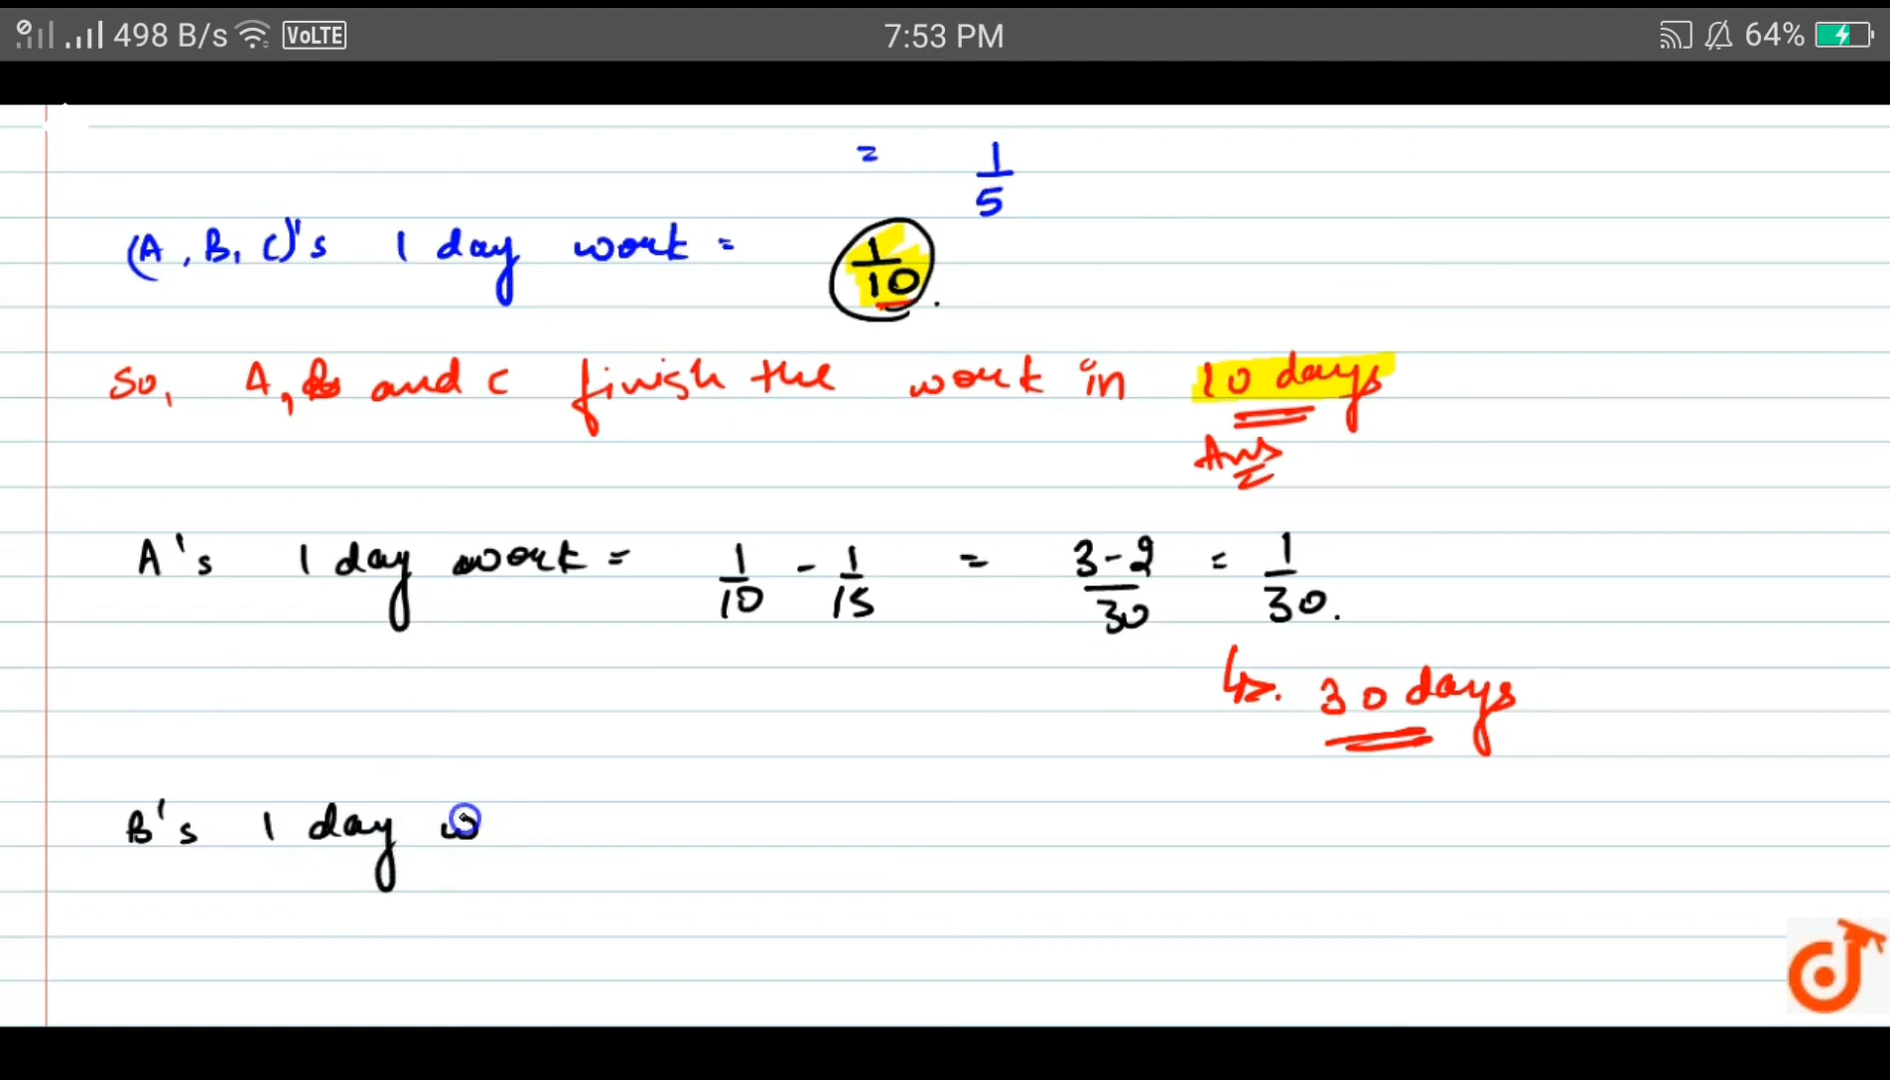 498 B/s VoLTE 7:53 PM 64%
= 1/5
(A, B, C)'s 1 day work = 1/10.
So, A, B and C finish the work in 10 days
Ans
A's 1 day work = 1/10 - 1/15 = 3-2/30 = 1/30.
↳ 30 days
B's 1 day w